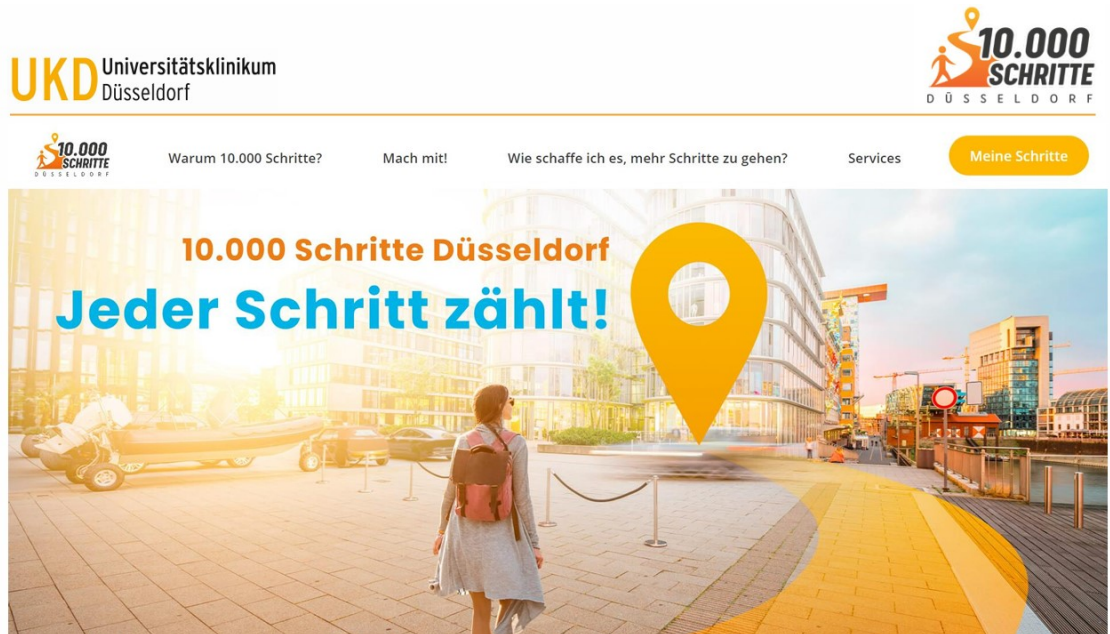 UKD Universitätsklinikum
Düsseldorf
10.000
SCHRITTE
DÜSSELDORF
10.000
SCHRITTE
DÜSSELDORF
Warum 10.000 Schritte?
Mach mit!
Wie schaffe ich es, mehr Schritte zu gehen?
Services
Meine Schritte
10.000 Schritte Düsseldorf
Jeder Schritt zählt!